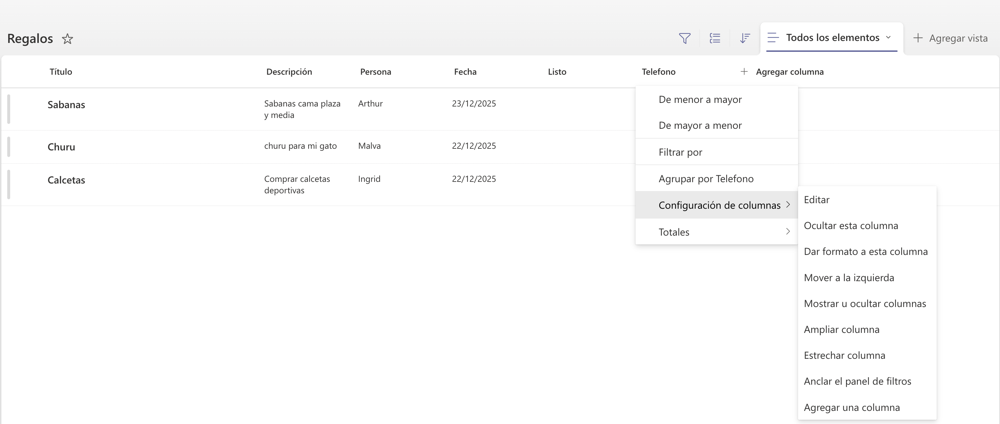 Regalos
Todos los elementos
Agregar vista
Título Descripción Persona Fecha Listo Telefono Agregar columna
Sabanas
Sabanas cama plaza
y media
Arthur
23/12/2025
Churu
churu para mi gato
Malva
22/12/2025
Calcetas
Comprar calcetas
deportivas
Ingrid
22/12/2025
De menor a mayor
De mayor a menor
Filtrar por
Agrupar por Telefono
Configuración de columnas
Totales
Editar
Ocultar esta columna
Dar formato a esta columna
Mover a la izquierda
Mostrar u ocultar columnas
Ampliar columna
Estrechar columna
Anclar el panel de filtros
Agregar una columna